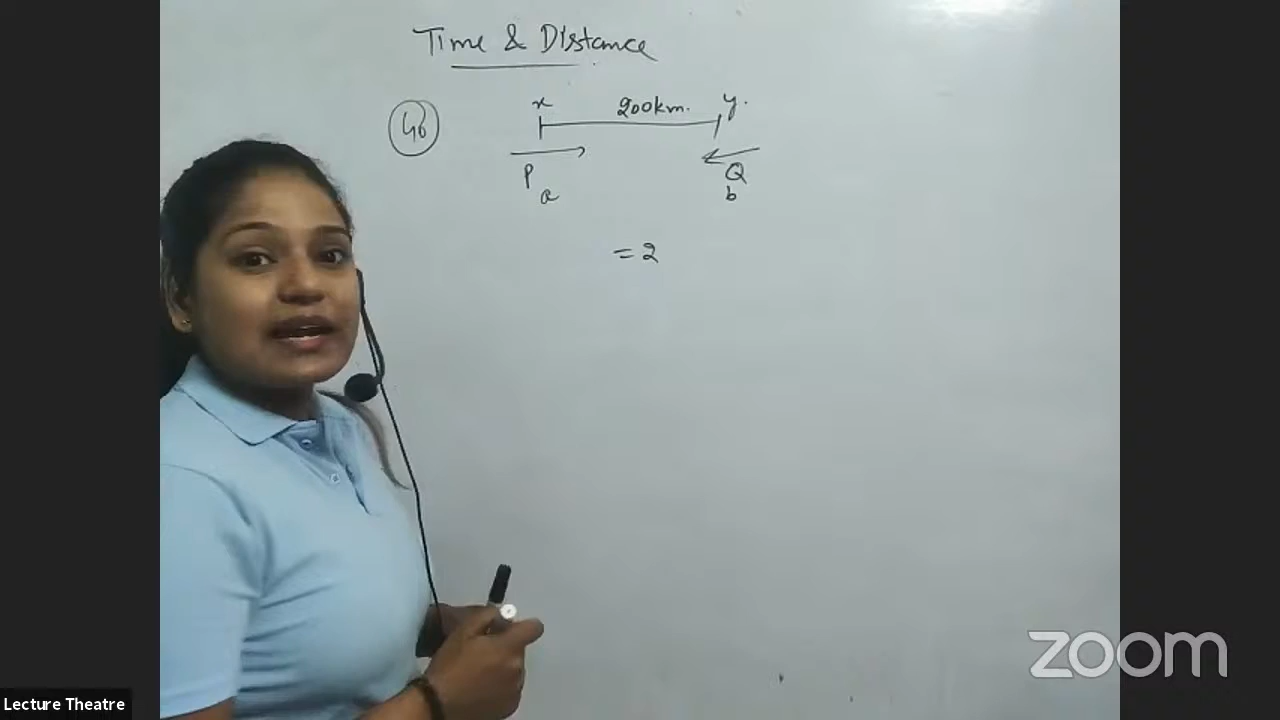 Time & Distance
46
x 200km. y.
P Q
a b
= 2
zoom
Lecture Theatre